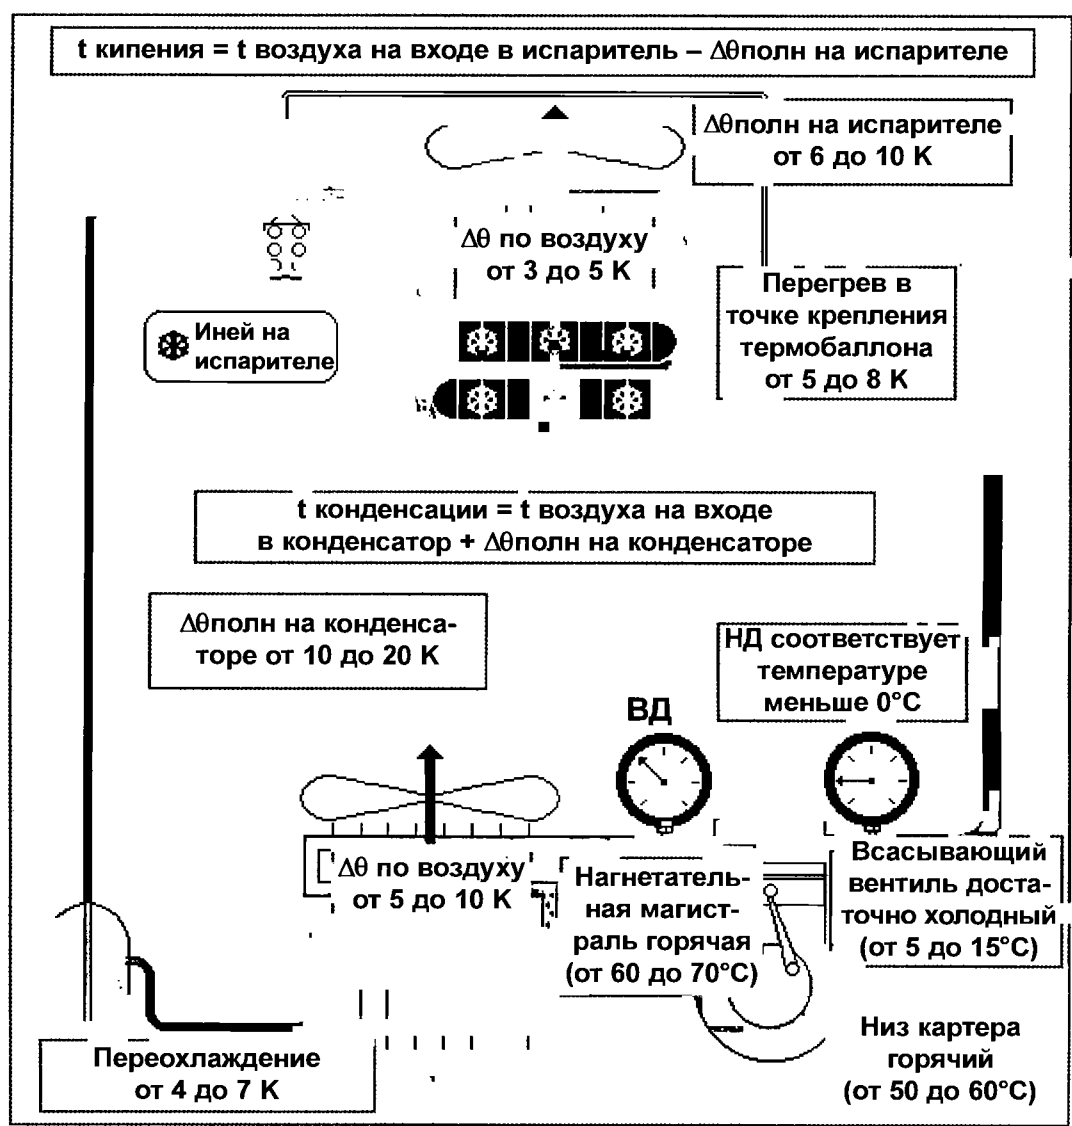 t кипения = t воздуха на входе в испаритель – Δθполн на испарителе
Δθполн на испарителе
от 6 до 10 К
Δθ по воздуху
от 3 до 5 К
Перегрев в
точке крепления
термобаллона
от 5 до 8 К
Иней на
испарителе
t конденсации = t воздуха на входе
в конденсатор + Δθполн на конденсаторе
Δθполн на конденса-
торе от 10 до 20 К
НД соответствует
температуре
меньше 0°С
ВД
Δθ по воздуху
от 5 до 10 К
Нагнетатель-
ная магист-
раль горячая
(от 60 до 70°С)
Всасывающий
вентиль доста-
точно холодный
(от 5 до 15°С)
Переохлаждение
от 4 до 7 К
Низ картера
горячий
(от 50 до 60°С)